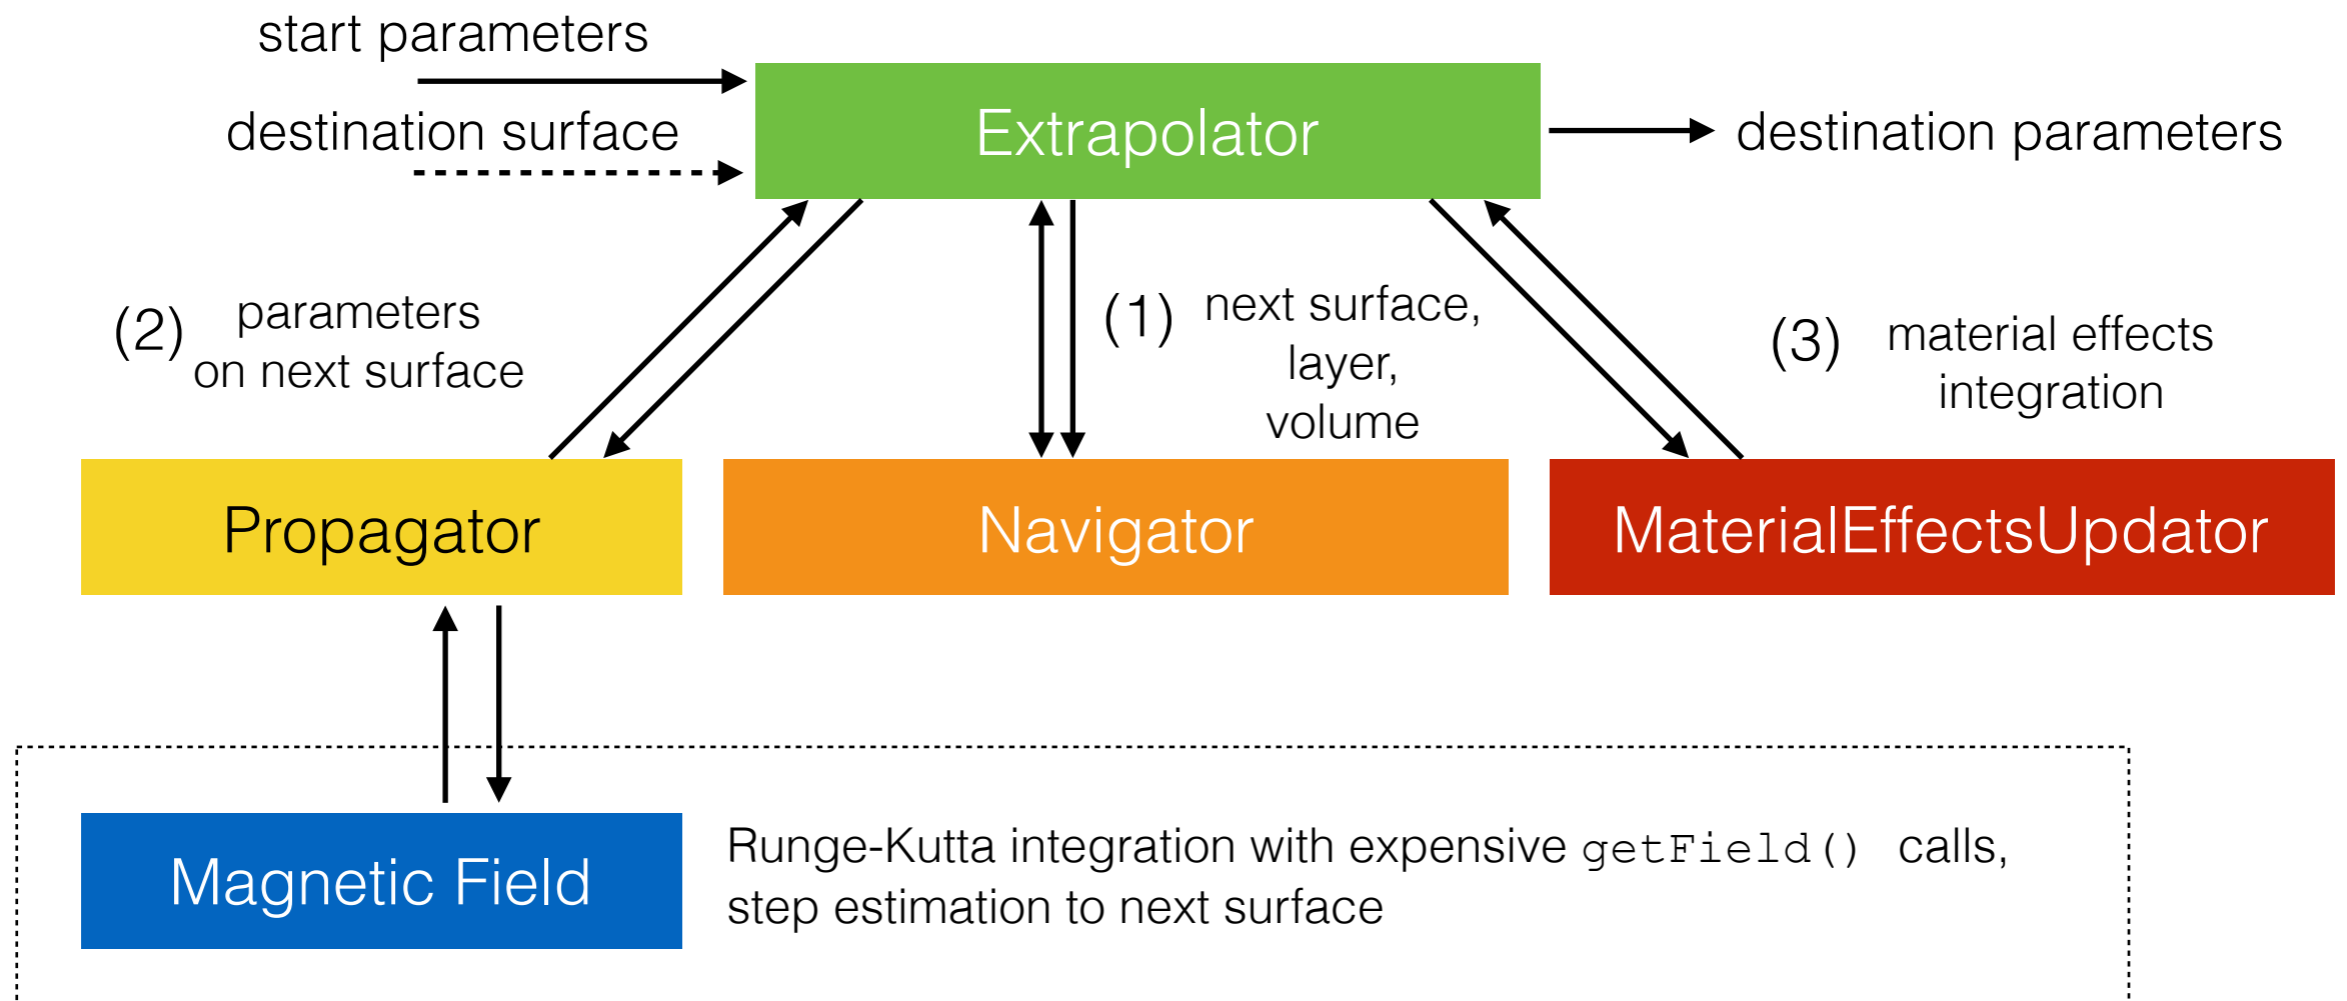 start parameters
destination surface
Extrapolator
destination parameters
(2)
parameters
on next surface
(1)
next surface,
layer,
volume
(3)
material effects
integration
Propagator
Navigator
MaterialEffectsUpdator
Magnetic Field
Runge-Kutta integration with expensive getField() calls,
step estimation to next surface